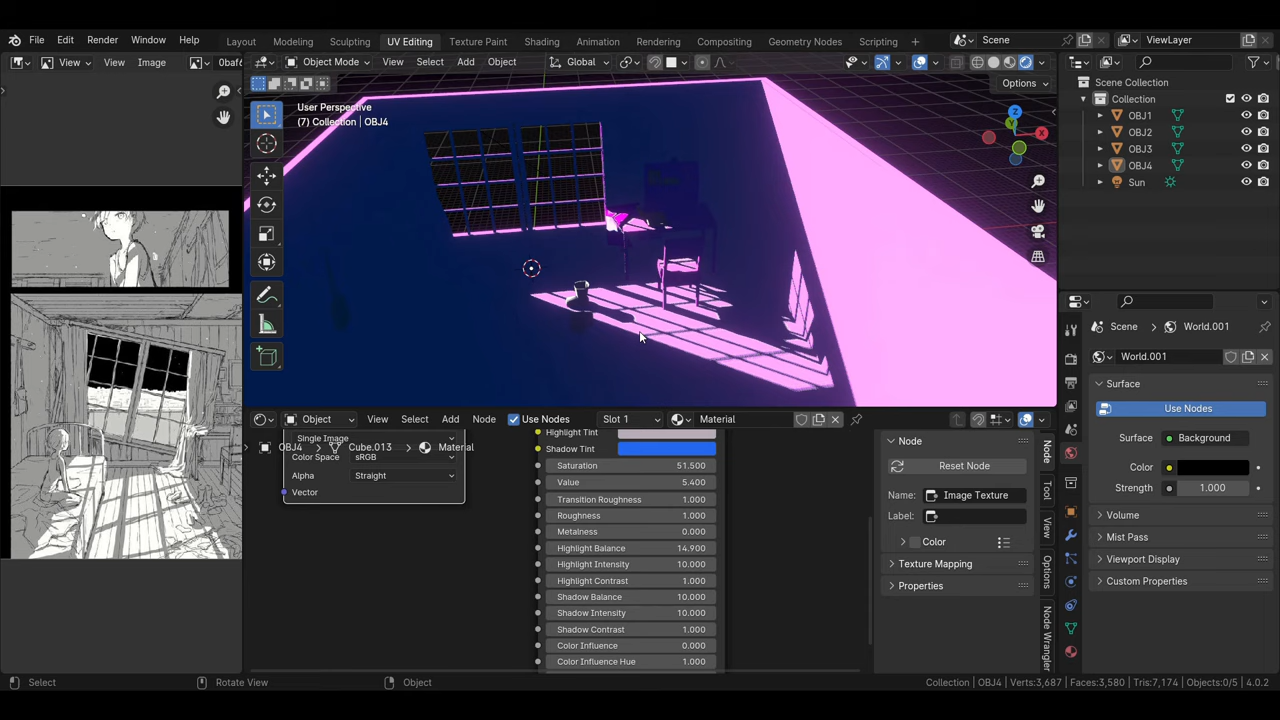 File Edit Render Window Help Layout Modeling Sculpting UV Editing Texture Paint Shading Animation Rendering Compositing Geometry Nodes Scripting Scene ViewLayer
View View Image 0baf Object Mode View Select Add Object Global
Options
User Perspective
(7) Collection | OBJ4
Scene Collection
Collection
OBJ1
OBJ2
OBJ3
OBJ4
Sun
Z
X
Y
Object View Select Add Node Use Nodes Slot 1 Material
Single Image
OBJ4 Cube.013 Material
Color Space sRGB
Alpha Straight
Vector
Highlight Tint
Shadow Tint
Saturation 51.500
Value 5.400
Transition Roughness 1.000
Roughness 1.000
Metalness 0.000
Highlight Balance 14.900
Highlight Intensity 10.000
Highlight Contrast 1.000
Shadow Balance 10.000
Shadow Intensity 10.000
Shadow Contrast 1.000
Color Influence 0.000
Color Influence Hue 1.000
Node
Reset Node
Name: Image Texture
Label:
Color
Texture Mapping
Properties
Node
Tool
View
Options
Node Wrangler
Scene World.001
World.001
Surface
Use Nodes
Surface Background
Color
Strength 1.000
Volume
Mist Pass
Viewport Display
Custom Properties
Select Rotate View Object Collection | OBJ4 | Verts:3,687 | Faces:3,580 | Tris:7,174 | Objects:0/5 | 4.0.2